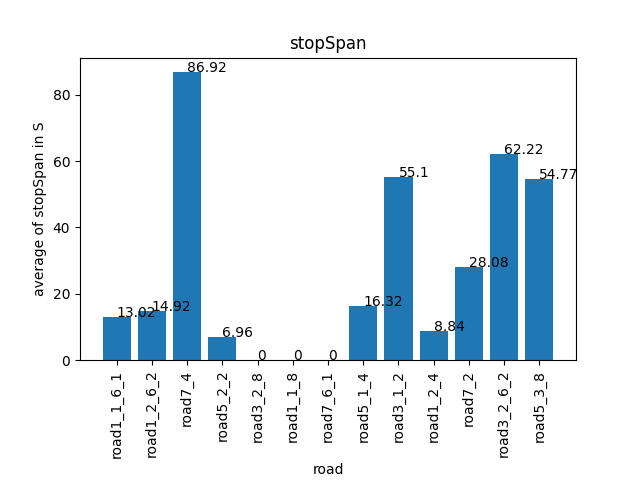 stopSpan
average of stopSpan in S
80
60
40
20
0
13.02
14.92
86.92
6.96
0
0
0
16.32
55.1
8.84
28.08
62.22
54.77
road1_1_6_1
road1_2_6_2
road7_4
road5_2_2
road3_2_8
road1_1_8
road7_6_1
road5_1_4
road3_1_2
road1_2_4
road7_2
road3_2_6_2
road5_3_8
road